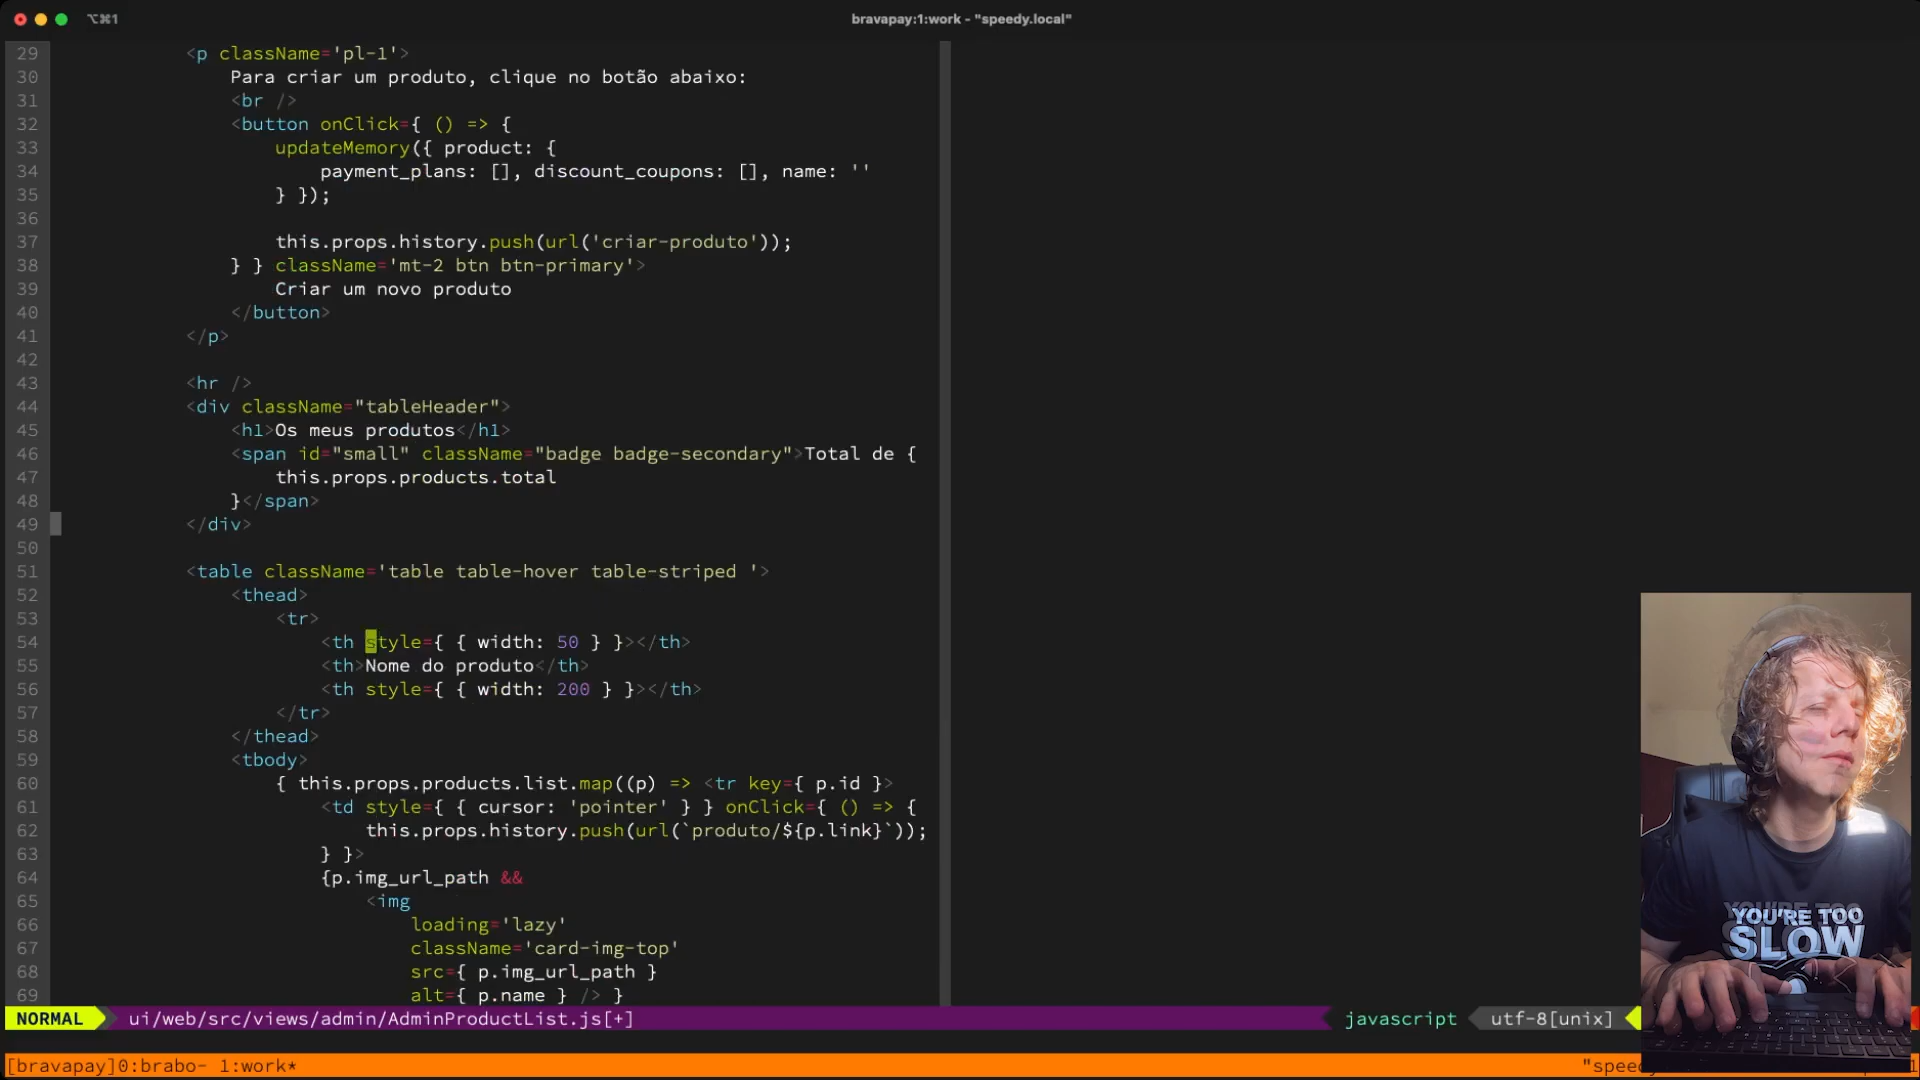 ⌥⌘1
bravapay:1:work - "speedy.local"
29 <p className='pl-1'>
30 Para criar um produto, clique no botão abaixo:
31 <br />
32 <button onClick={ () => {
33 updateMemory({ product: {
34 payment_plans: [], discount_coupons: [], name: ''
35 } });
36
37 this.props.history.push(url('criar-produto'));
38 } } className='mt-2 btn btn-primary'>
39 Criar um novo produto
40 </button>
41 </p>
42
43 <hr />
44 <div className="tableHeader">
45 <h1>Os meus produtos</h1>
46 <span id="small" className="badge badge-secondary">Total de {
47 this.props.products.total
48 }</span>
49 </div>
50
51 <table className='table table-hover table-striped '>
52 <thead>
53 <tr>
54 <th style={ { width: 50 } }></th>
55 <th>Nome do produto</th>
56 <th style={ { width: 200 } }></th>
57 </tr>
58 </thead>
59 <tbody>
60 { this.props.products.list.map((p) => <tr key={ p.id }>
61 <td style={ { cursor: 'pointer' } } onClick={ () => {
62 this.props.history.push(url(`produto/${p.link}`));
63 } }>
64 {p.img_url_path &&
65 <img
66 loading='lazy'
67 className='card-img-top'
68 src={ p.img_url_path }
69 alt={ p.name } /> }
YOU'RE TOO
SLOW
NORMAL ui/web/src/views/admin/AdminProductList.js[+] javascript utf-8[unix]
[bravapay]0:brabo- 1:work*